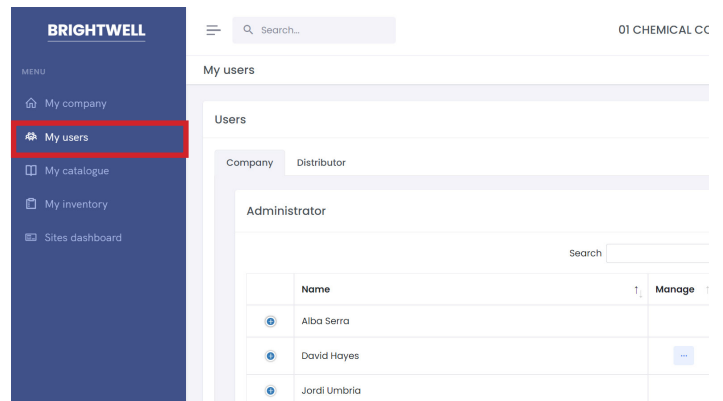 BRIGHTWELL
Search...
01 CHEMICAL CO
MENU
My users
My company
My users
My catalogue
My inventory
Sites dashboard
Users
Company Distributor
Administrator
Search
Name Manage
Alba Serra
David Hayes
Jordi Umbria